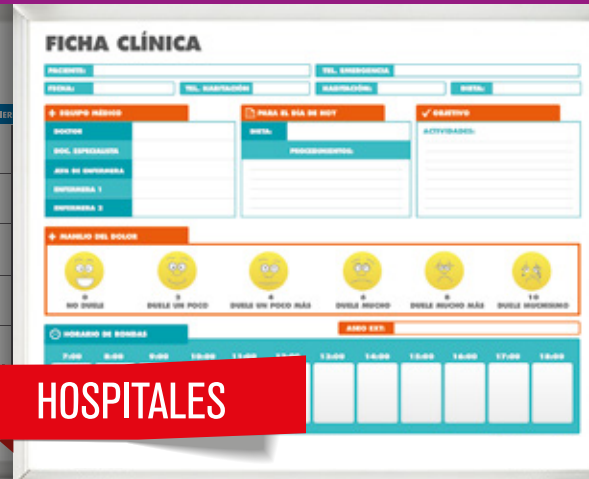 FICHA CLÍNICA
PACIENTE: TEL. EMERGENCIA
FECHA: TEL. HABITACIÓN HABITACIÓN: DIETA:
EQUIPO MÉDICO PARA EL DÍA DE HOY OBJETIVO
DOCTOR DIETA: ACTIVIDADES:
DOC. ESPECIALISTA PROCEDIMIENTOS:
JEFA DE ENFERMERA
ENFERMERA 1
ENFERMERA 2
MANEJO DEL DOLOR
0 2 4 6 8 10
NO DUELE DUELE UN POCO DUELE UN POCO MÁS DUELE MUCHO DUELE MUCHO MÁS DUELE MUCHISIMO
HORARIO DE RONDAS ASEO EXT:
7:00 8:00 9:00 10:00 11:00 12:00 13:00 14:00 15:00 16:00 17:00 18:00
HOSPITALES